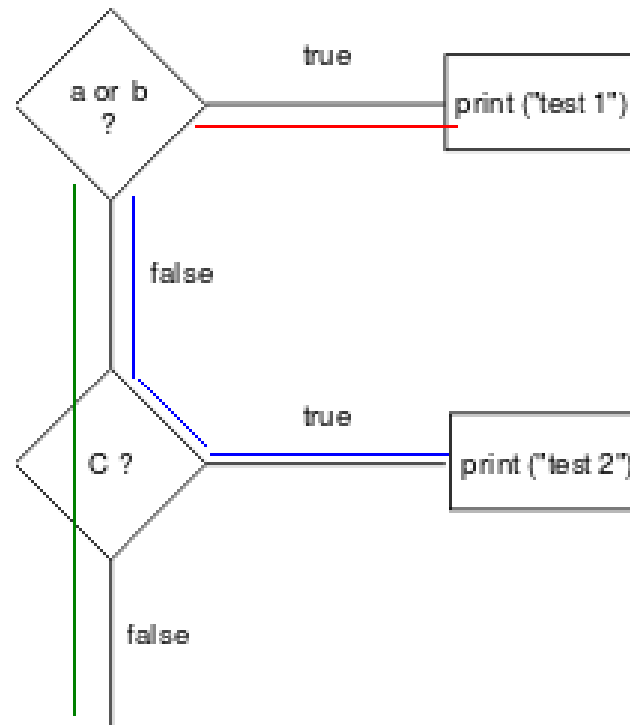 true
a or b
?
print ("test 1")
false
true
C ?
print ("test 2")
false